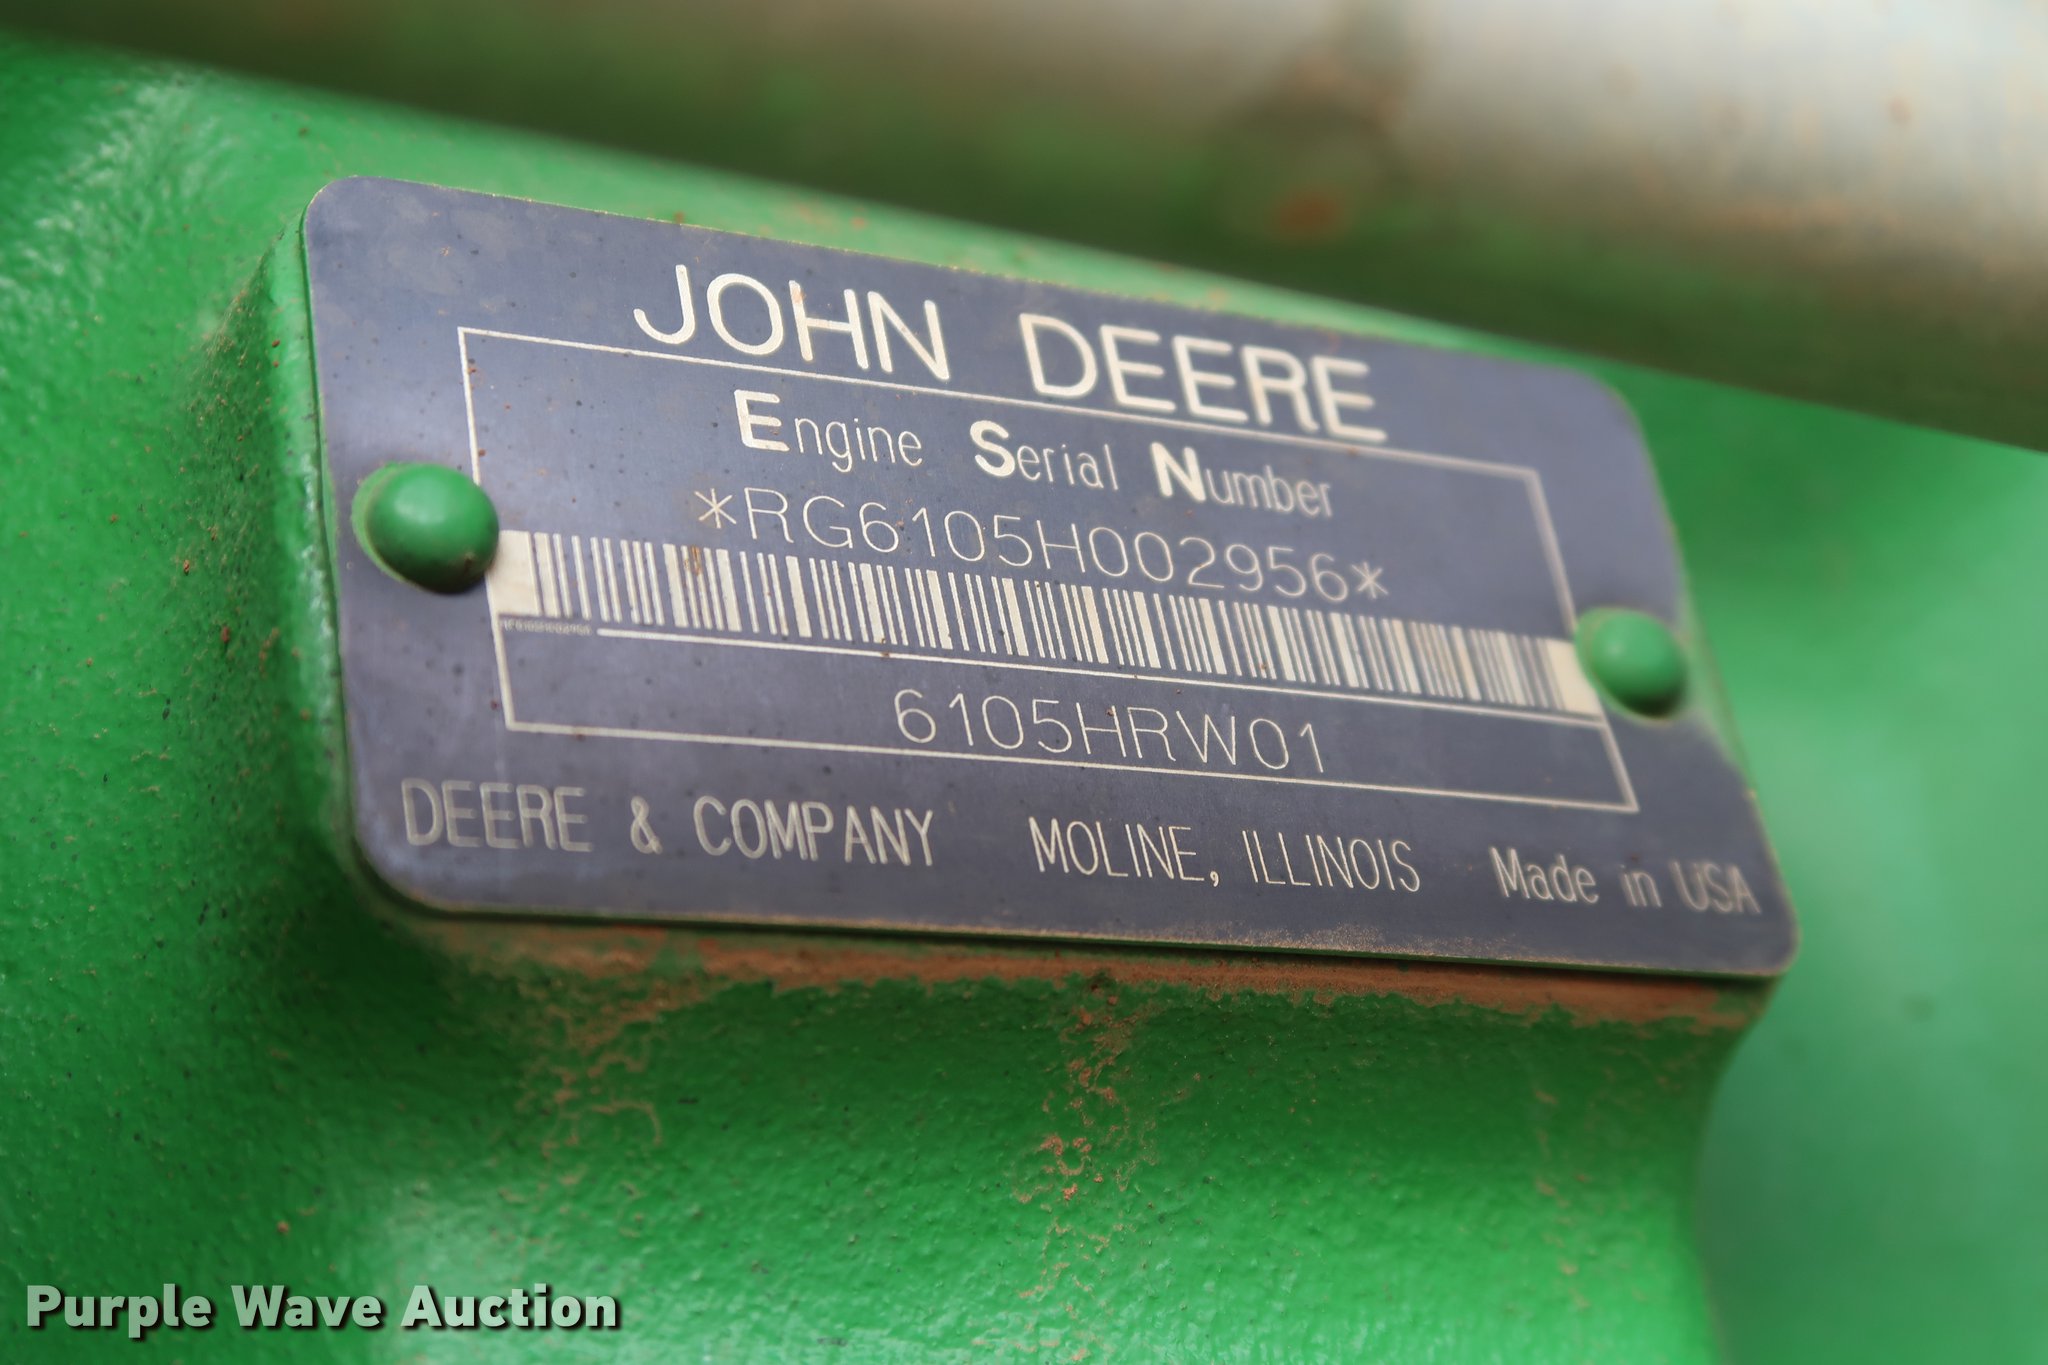 JOHN DEERE
Engine Serial Number
*RG6105H002956*
6105HRW01
DEERE & COMPANY MOLINE, ILLINOIS Made in USA
Purple Wave Auction